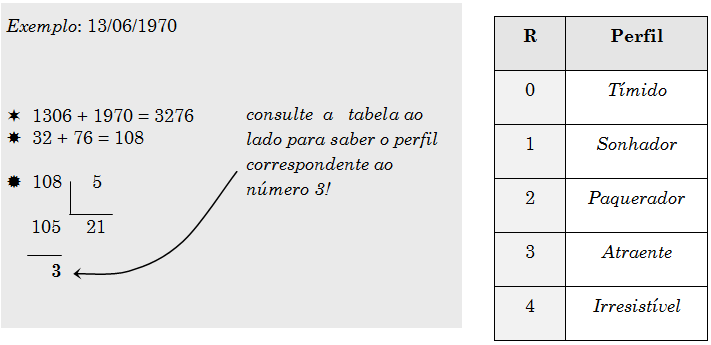 Exemplo: 13/06/1970
1306 + 1970 = 3276
32 + 76 = 108
108 5
105 21
3
consulte a tabela ao
lado para saber o perfil
correspondente ao
número 3!
R Perfil
0 Tímido
1 Sonhador
2 Paquerador
3 Atraente
4 Irresistível